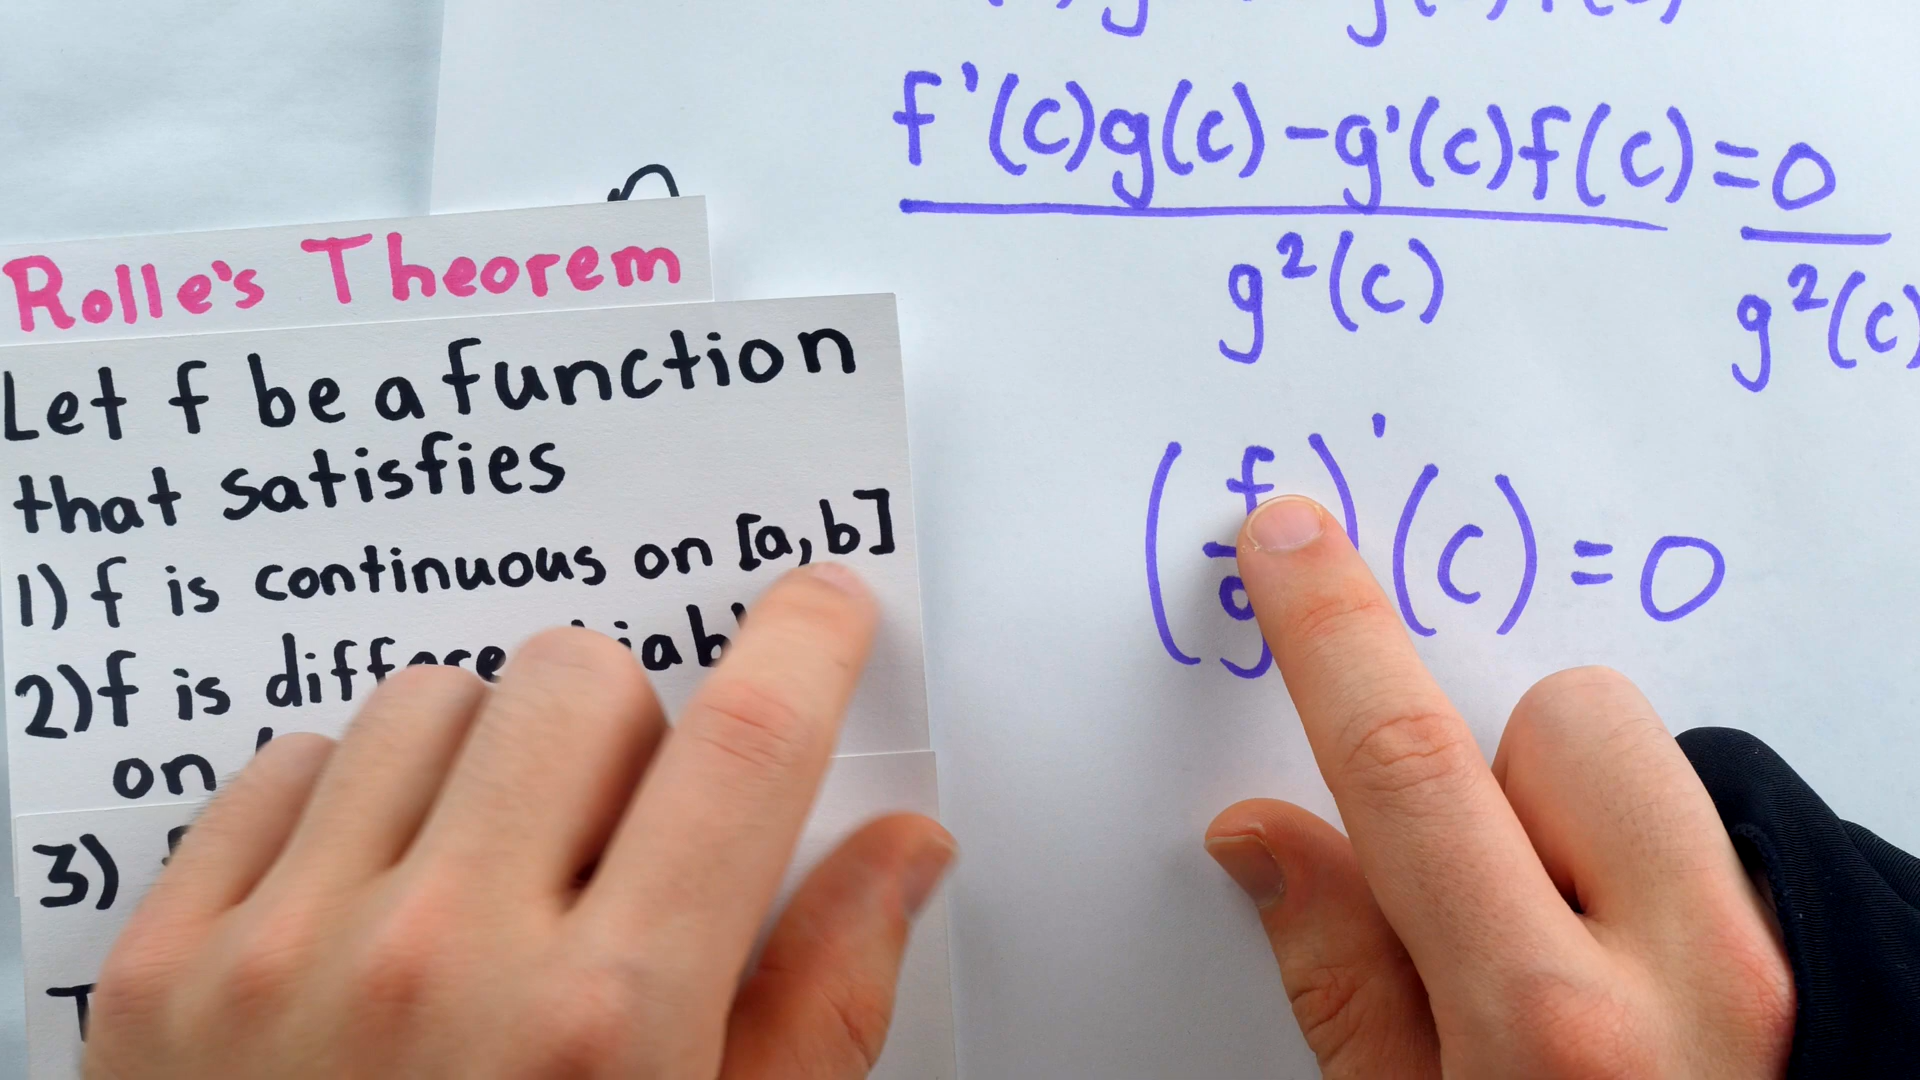 f'(c)g(c)-g'(c)f(c)=0
g²(c) g²(c)
(f/g)'(c)=0
Rolle's Theorem
Let f be a function
that satisfies
1) f is continuous on [a,b]
2) f is
on
3)